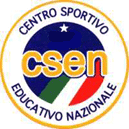 CENTRO SPORTIVO
csen
EDUCATIVO NAZIONALE